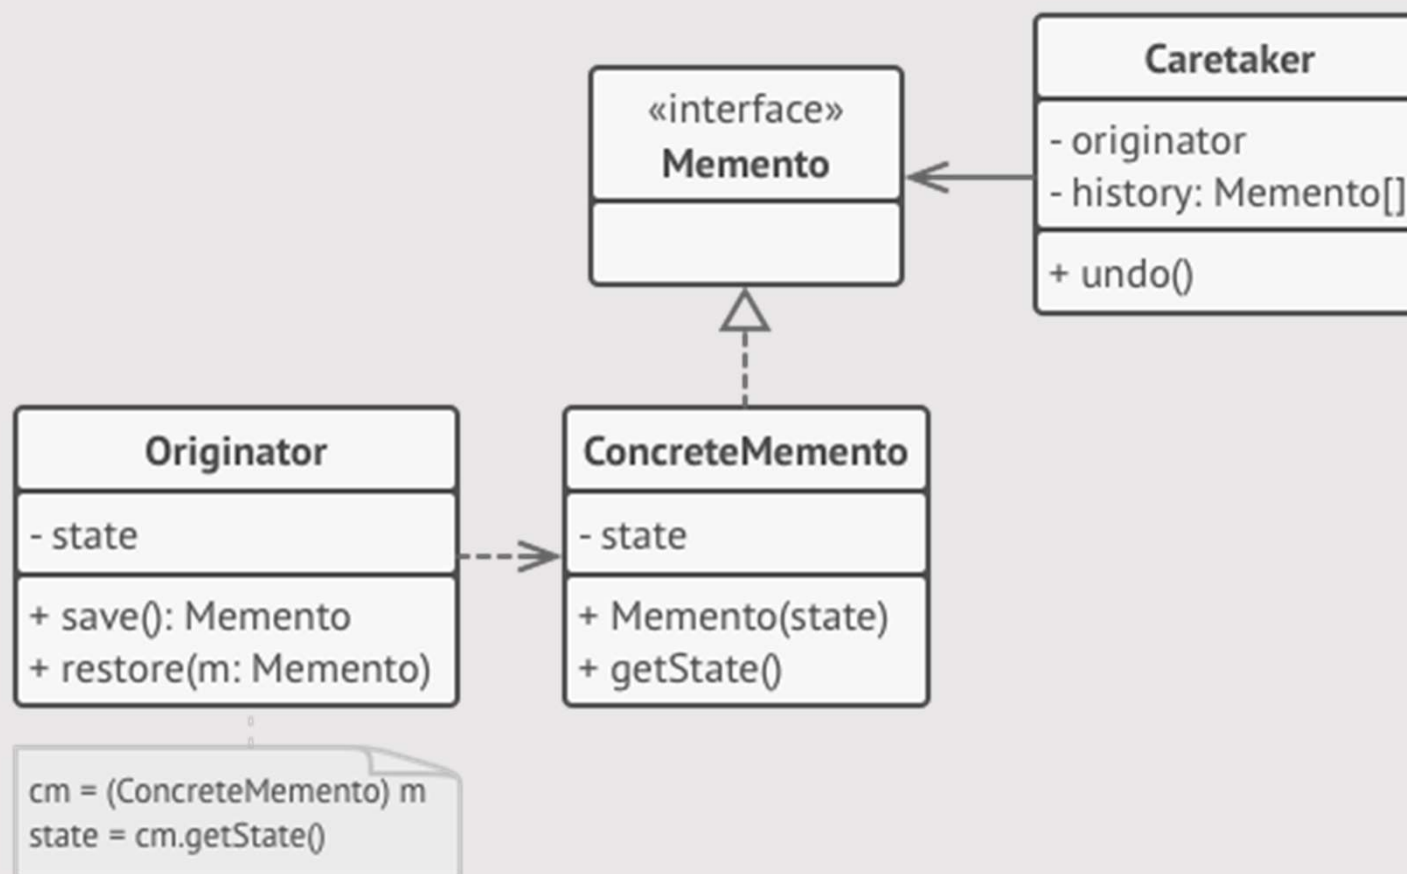 «interface»
Memento
Caretaker
- originator
- history: Memento[]
+ undo()
Originator
- state
+ save(): Memento
+ restore(m: Memento)
ConcreteMemento
- state
+ Memento(state)
+ getState()
cm = (ConcreteMemento) m
state = cm.getState()